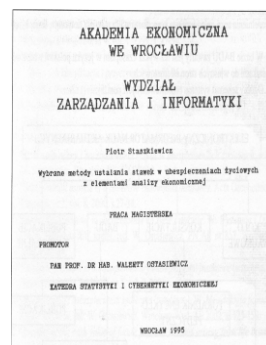 AKADEMIA EKONOMICZNA
WE WROCŁAWIU
WYDZIAŁ
ZARZĄDZANIA I INFORMATYKI
Piotr Staszkiewicz
Wybrane metody ustalania stawek w ubezpieczeniach życiowych
z elementami analizy ekonomicznej
PRACA MAGISTERSKA
PROMOTOR
PAN PROF. DR HAB. WALENTY OSTASIEWICZ
KATEDRA STATYSTYKI I CYBERNETYKI EKONOMICZNEJ
WROCŁAW 1995